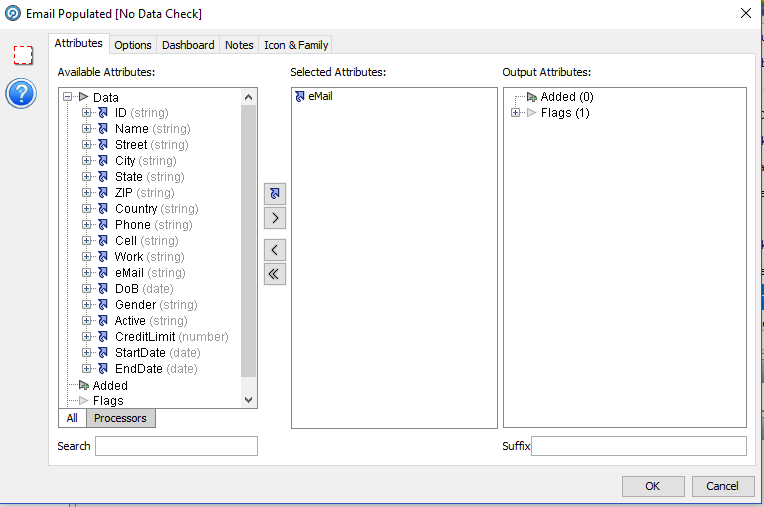 Email Populated [No Data Check]
Attributes Options Dashboard Notes Icon & Family
Available Attributes: Selected Attributes: Output Attributes:
Data
ID (string)
Name (string)
Street (string)
City (string)
State (string)
ZIP (string)
Country (string)
Phone (string)
Cell (string)
Work (string)
eMail (string)
DoB (date)
Gender (string)
Active (string)
CreditLimit (number)
StartDate (date)
EndDate (date)
Added
Flags
All Processors
Search
eMail
Added (0)
Flags (1)
Suffix
OK Cancel